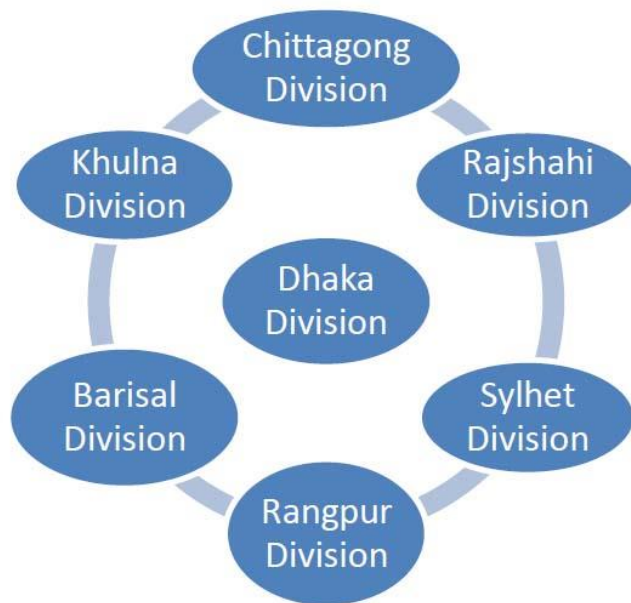 Chittagong
Division
Khulna
Division
Rajshahi
Division
Dhaka
Division
Barisal
Division
Sylhet
Division
Rangpur
Division